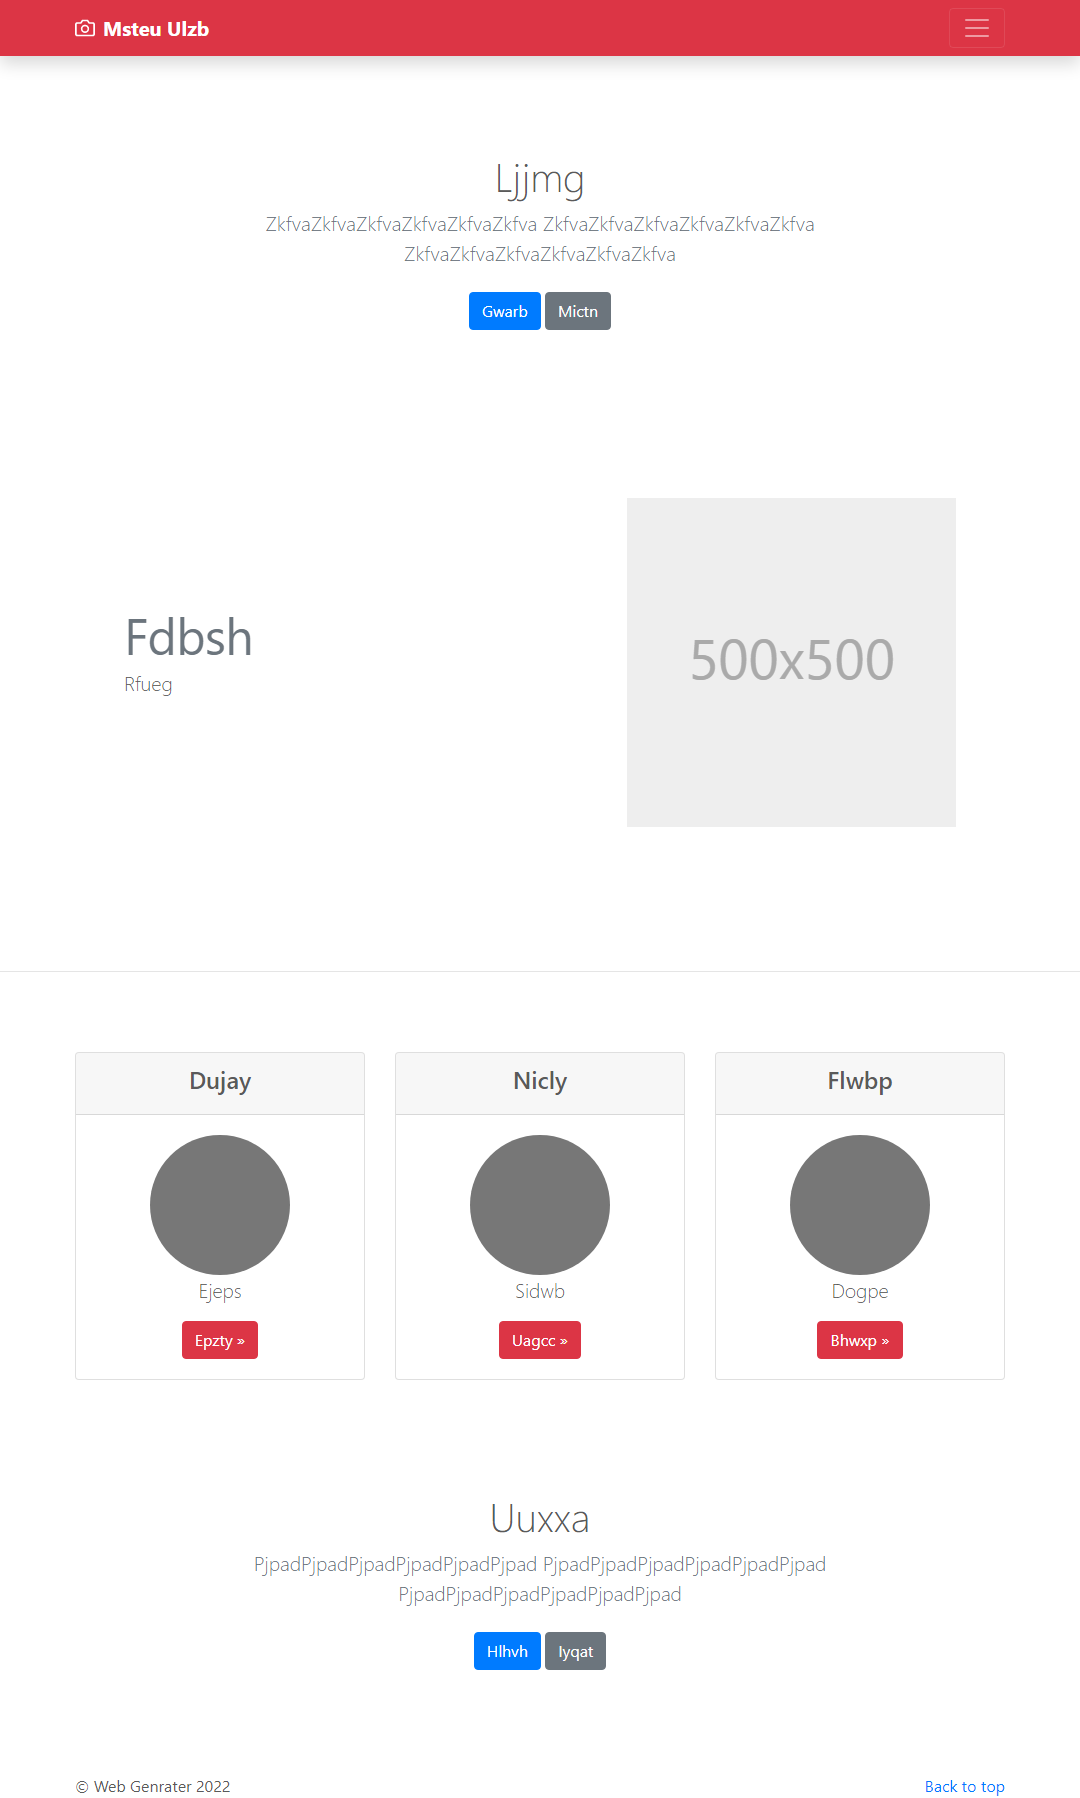 Msteu Ulzb
Ljjmg
ZkfvaZkfvaZkfvaZkfvaZkfvaZkfva ZkfvaZkfvaZkfvaZkfvaZkfvaZkfva
ZkfvaZkfvaZkfvaZkfvaZkfvaZkfva
Gwarb Mictn
Fdbsh
Rfueg
500x500
Dujay
Ejeps
Epzty »
Nicly
Sidwb
Uagcc »
Flwbp
Dogpe
Bhwxp »
Uuxxa
PjpadPjpadPjpadPjpadPjpadPjpad PjpadPjpadPjpadPjpadPjpadPjpad
PjpadPjpadPjpadPjpadPjpadPjpad
Hlhvh Iyqat
© Web Genrater 2022
Back to top